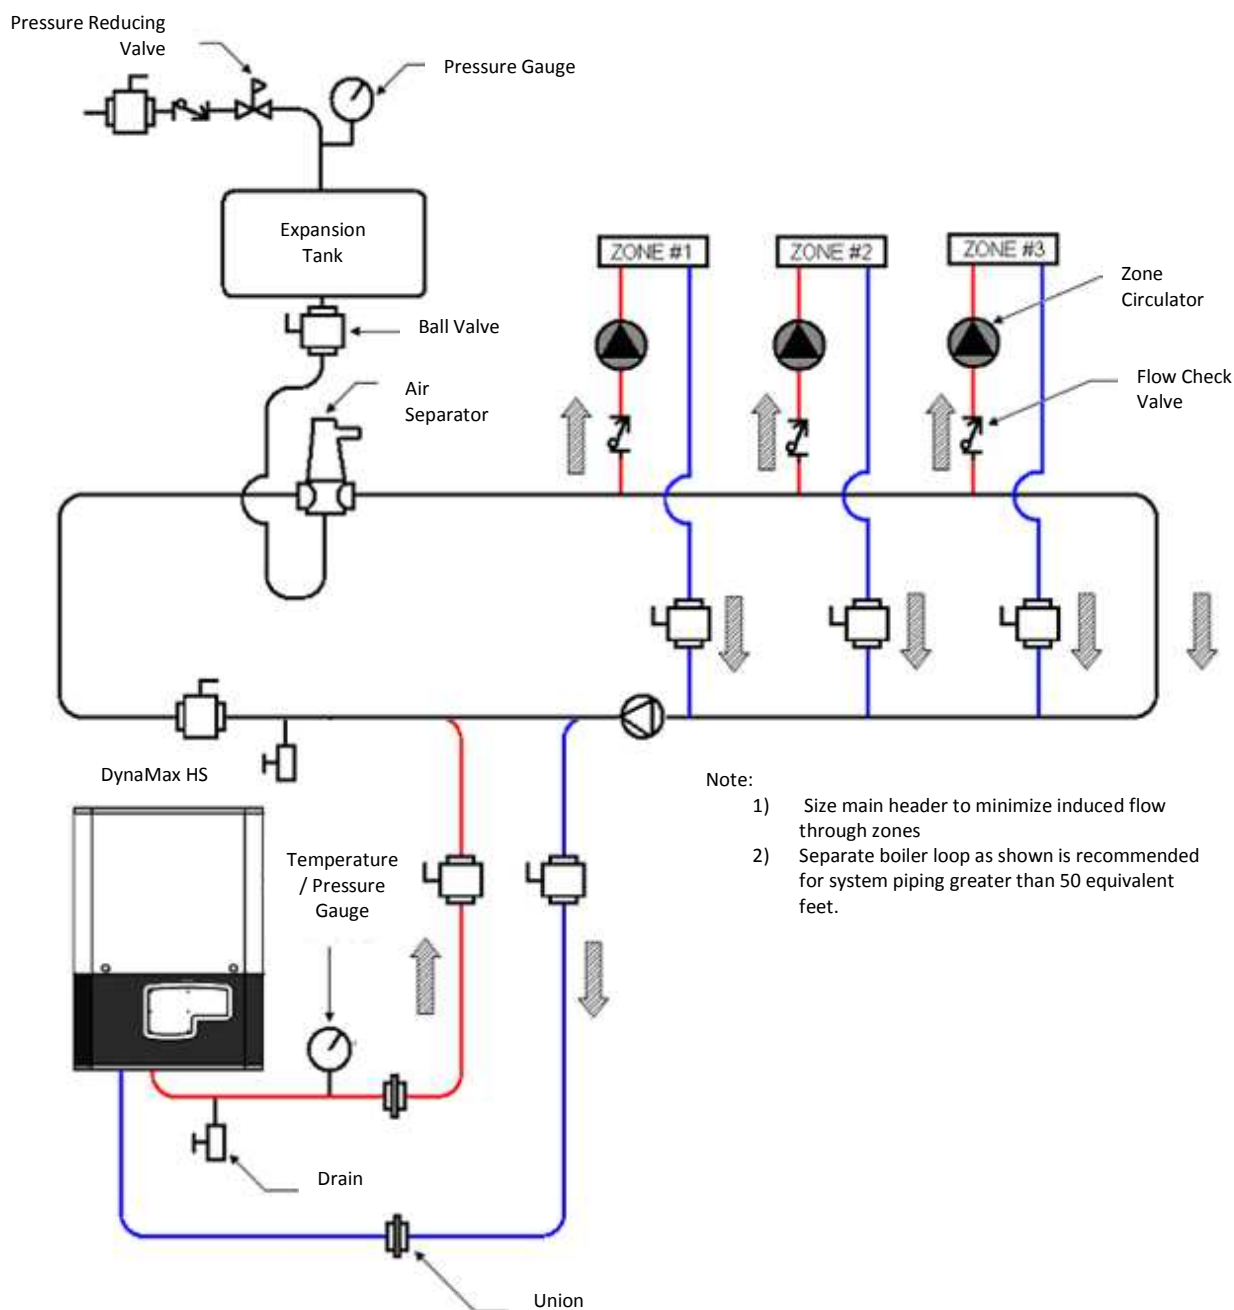 Pressure Reducing
Valve
Pressure Gauge
Expansion
Tank
ZONE #1
ZONE #2
ZONE #3
Zone
Circulator
Ball Valve
Air
Separator
Flow Check
Valve
DynaMax HS
Note:
1) Size main header to minimize induced flow
through zones
2) Separate boiler loop as shown is recommended
for system piping greater than 50 equivalent
feet.
Temperature
/ Pressure
Gauge
Drain
Union